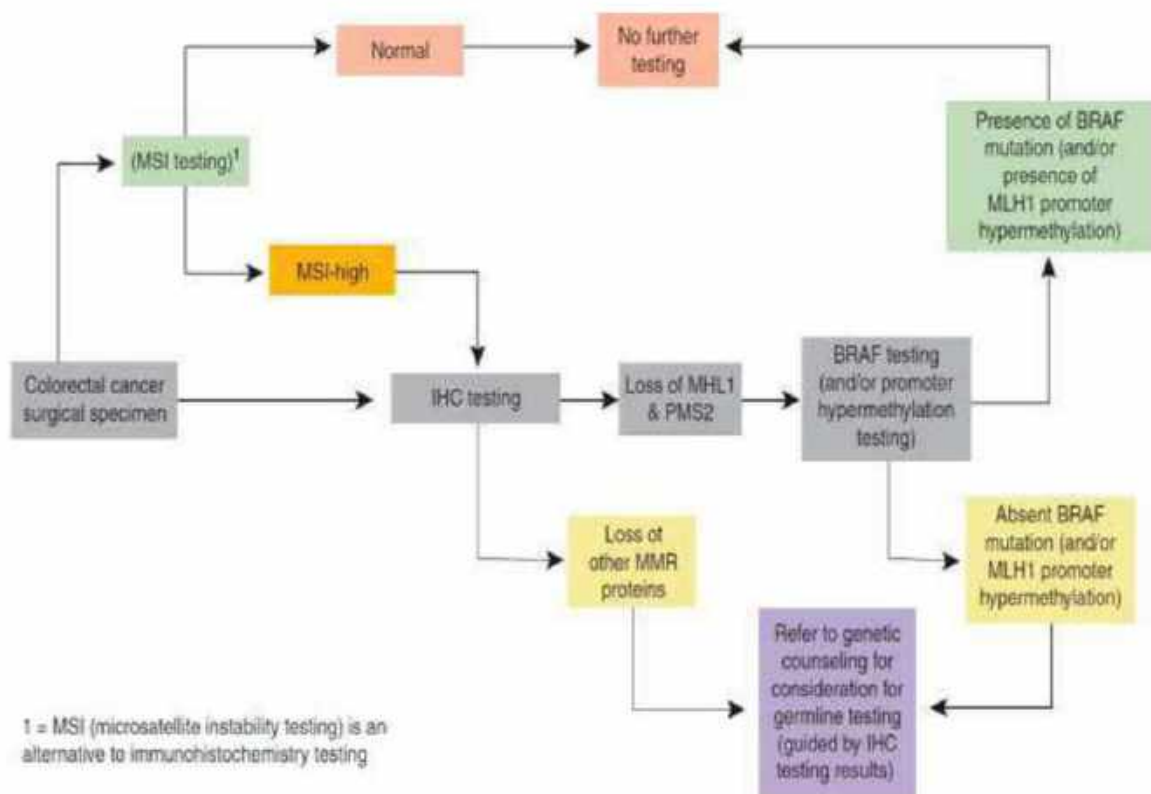 Normal
No further
testing
(MSI testing)1
Presence of BRAF
mutation (and/or
presence of
MLH1 promoter
hypermethylation)
MSI-high
Colorectal cancer
surgical specimen
IHC testing
Loss of MHL1
& PMS2
BRAF testing
(and/or promoter
hypermethylation
testing)
Loss of
other MMR
proteins
Absent BRAF
mutation (and/or
MLH1 promoter
hypermethylation)
Refer to genetic
counseling for
consideration for
germline testing
(guided by IHC
testing results)
1 = MSI (microsatellite instability testing) is an
alternative to immunohistochemistry testing